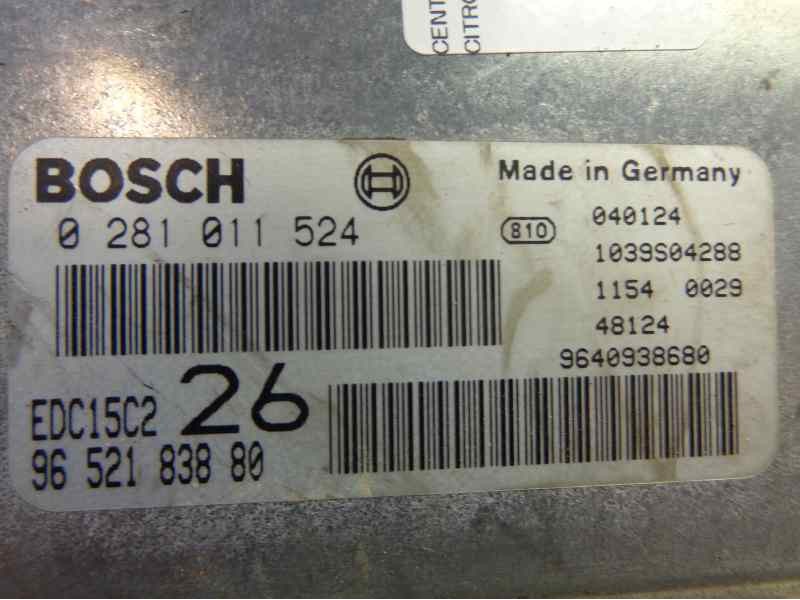 CENT
CITRO
BOSCH
Made in Germany
0 281 011 524
810
040124
1039S04288
1154 0029
48124
9640938680
EDC15C2 26
96 521 838 80